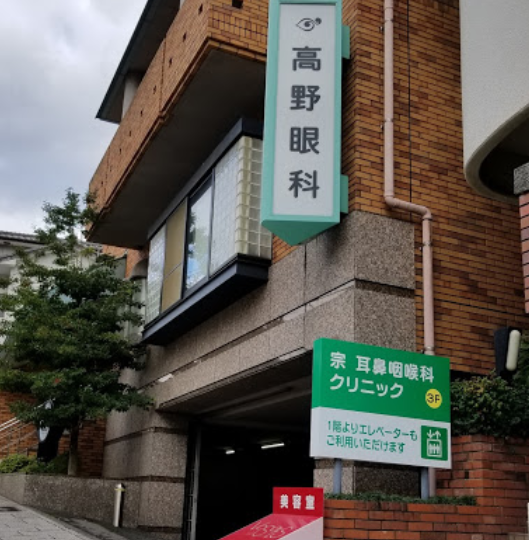 高野眼科
宗 耳鼻咽喉科
クリニック
3F
1階よりエレベーターも
ご利用いただけます
美容室